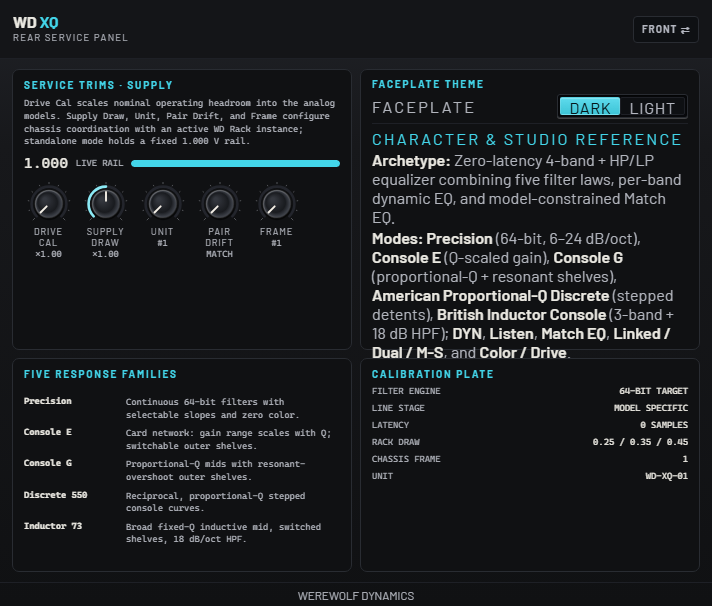 WD XQ
REAR SERVICE PANEL
FRONT ⇄
SERVICE TRIMS · SUPPLY
Drive Cal scales nominal operating headroom into the analog
models. Supply Draw, Unit, Pair Drift, and Frame configure
chassis coordination with an active WD Rack instance;
standalone mode holds a fixed 1.000 V rail.
1.000 LIVE RAIL
DRIVE CAL ×1.00
SUPPLY DRAW ×1.00
UNIT #1
PAIR DRIFT MATCH
FRAME #1
FACEPLATE THEME
FACEPLATE DARK LIGHT
CHARACTER & STUDIO REFERENCE
Archetype: Zero-latency 4-band + HP/LP
equalizer combining five filter laws, per-band
dynamic EQ, and model-constrained Match
EQ.
Modes: Precision (64-bit, 6–24 dB/oct),
Console E (Q-scaled gain), Console G
(proportional-Q + resonant shelves),
American Proportional-Q Discrete (stepped
detents), British Inductor Console (3-band +
18 dB HPF); DYN, Listen, Match EQ, Linked /
Dual / M-S, and Color / Drive.
FIVE RESPONSE FAMILIES
Precision Continuous 64-bit filters with
selectable slopes and zero color.
Console E Card network: gain range scales with Q;
switchable outer shelves.
Console G Proportional-Q mids with resonant-
overshoot outer shelves.
Discrete 550 Reciprocal, proportional-Q stepped
console curves.
Inductor 73 Broad fixed-Q inductive mid, switched
shelves, 18 dB/oct HPF.
CALIBRATION PLATE
FILTER ENGINE 64-BIT TARGET
LINE STAGE MODEL SPECIFIC
LATENCY 0 SAMPLES
RACK DRAW 0.25 / 0.35 / 0.45
CHASSIS FRAME 1
UNIT WD-XQ-01
WEREWOLF DYNAMICS